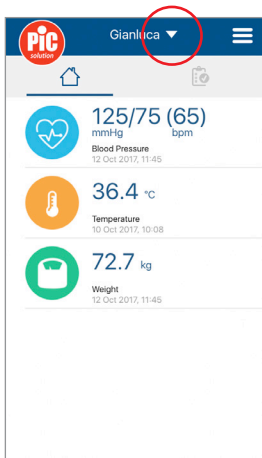 PiC
solution
Gianluca
125/75 (65)
mmHg bpm
Blood Pressure
12 Oct 2017, 11:45
36.4 °C
Temperature
10 Oct 2017, 10:08
72.7 kg
Weight
12 Oct 2017, 11:45